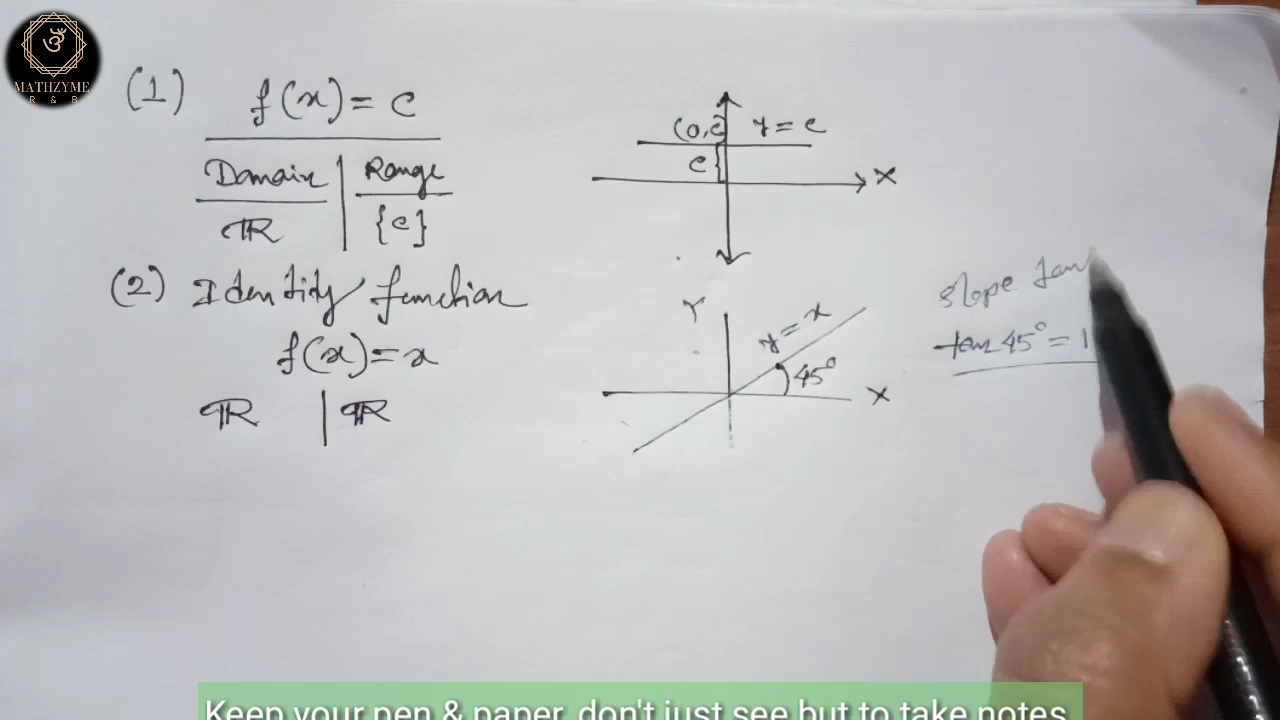 ॐ
MATHZYME
R & B
(1) f(x) = c
Domain | Range
ℝ | {c}
(0,c) y = c
c{
X
(2) Identity function
f(x) = x
ℝ | ℝ
Y
y = x
45°
X
slope tan
tan 45° = 1
Keep your pen & paper, don't just see but to take notes